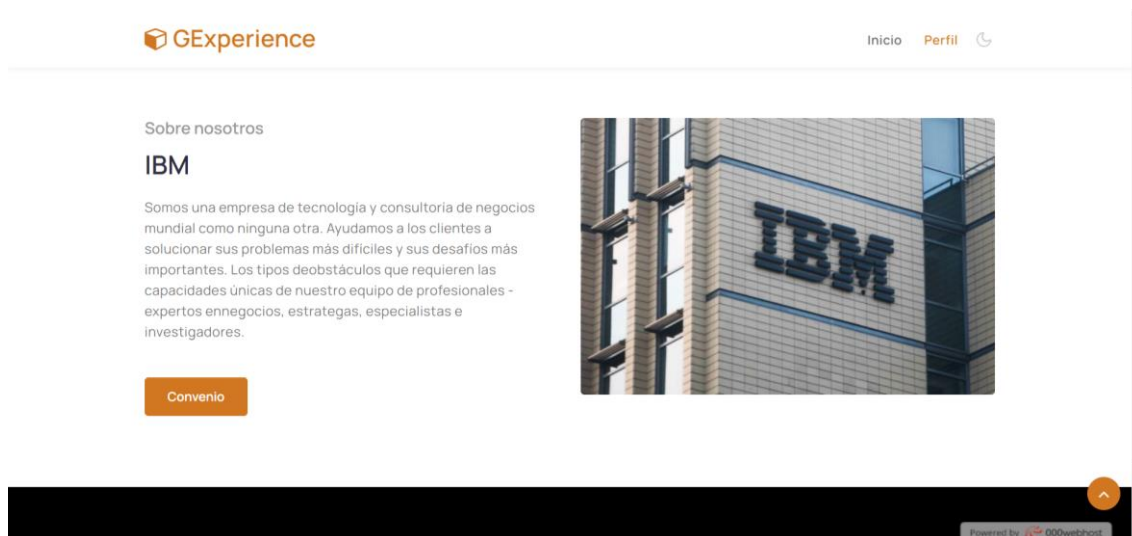 GExperience
Inicio Perfil
Sobre nosotros
IBM
Somos una empresa de tecnología y consultoría de negocios
mundial como ninguna otra. Ayudamos a los clientes a
solucionar sus problemas más difíciles y sus desafíos más
importantes. Los tipos deobstáculos que requieren las
capacidades únicas de nuestro equipo de profesionales -
expertos ennegocios, estrategas, especialistas e
investigadores.
IBM
Convenio
Powered by 000webhost